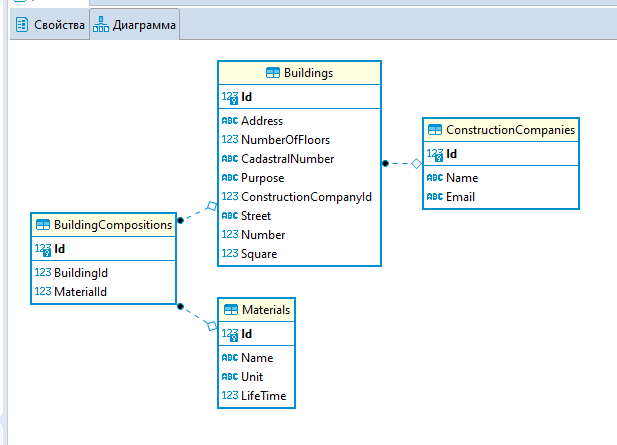 Свойства
Диаграмма
Buildings
123 Id
ABC Address
123 NumberOfFloors
ABC CadastralNumber
ABC Purpose
123 ConstructionCompanyId
ABC Street
123 Number
123 Square
ConstructionCompanies
123 Id
ABC Name
ABC Email
BuildingCompositions
123 Id
123 BuildingId
123 MaterialId
Materials
123 Id
ABC Name
ABC Unit
123 LifeTime